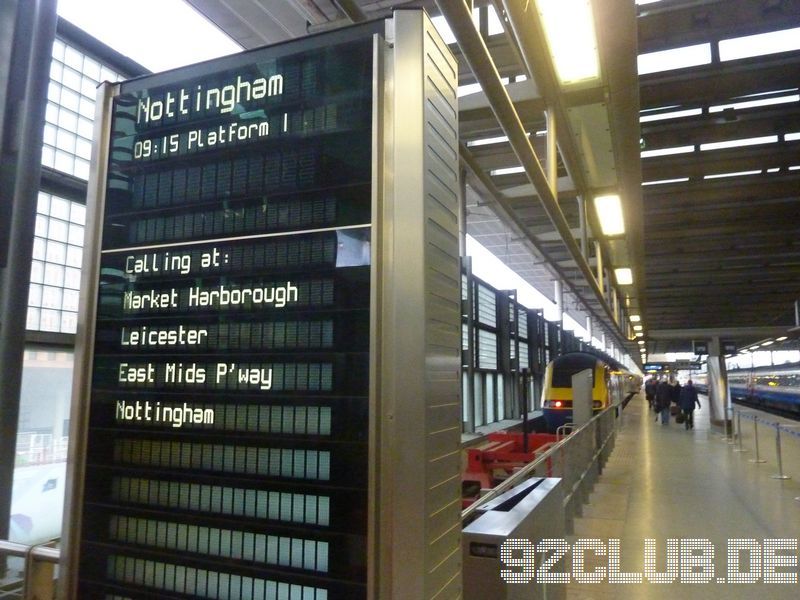 Nottingham
09:15 Platform 1
Calling at:
Market Harborough
Leicester
East Mids P'way
Nottingham
92CLUB.DE